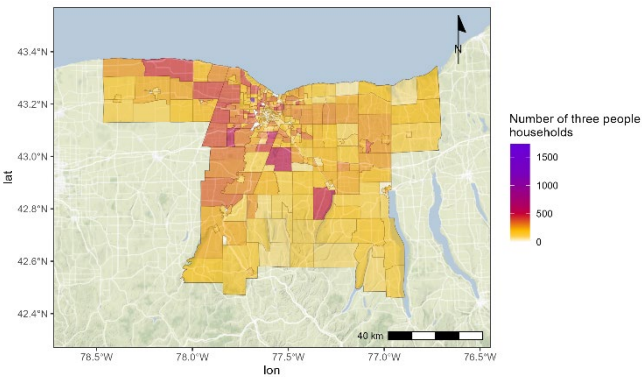 43.4°N
43.2°N
43.0°N
42.8°N
42.6°N
42.4°N
lat
78.5°W 78.0°W 77.5°W 77.0°W 76.5°W
lon
N
40 km
Number of three people
households
1500
1000
500
0